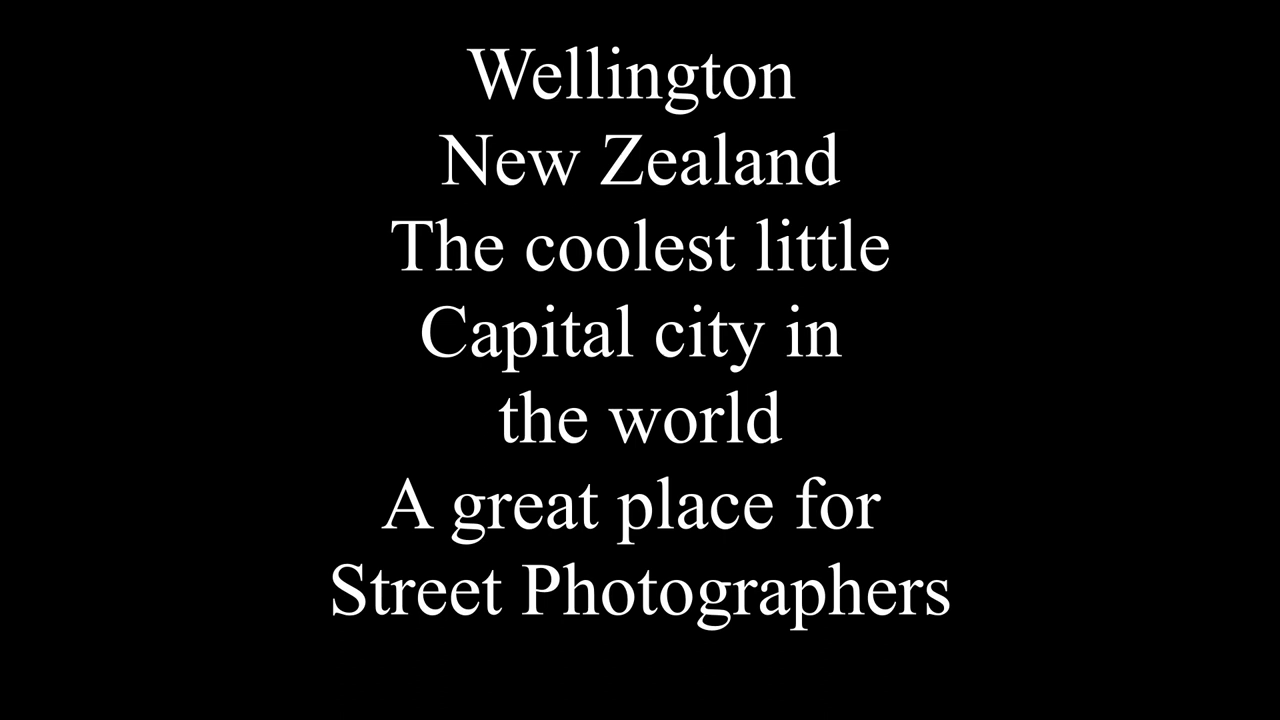 Wellington
New Zealand
The coolest little
Capital city in
the world
A great place for
Street Photographers